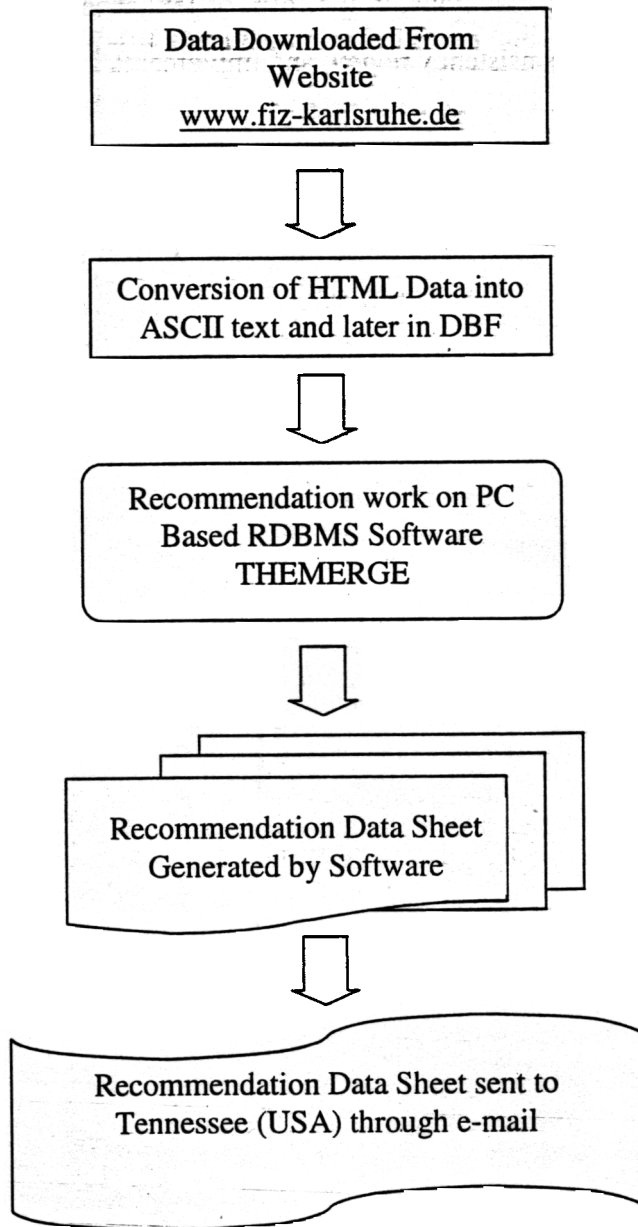 Data Downloaded From
Website
www.fiz-karlsruhe.de
Conversion of HTML Data into
ASCII text and later in DBF
Recommendation work on PC
Based RDBMS Software
THEMERGE
Recommendation Data Sheet
Generated by Software
Recommendation Data Sheet sent to
Tennessee (USA) through e-mail